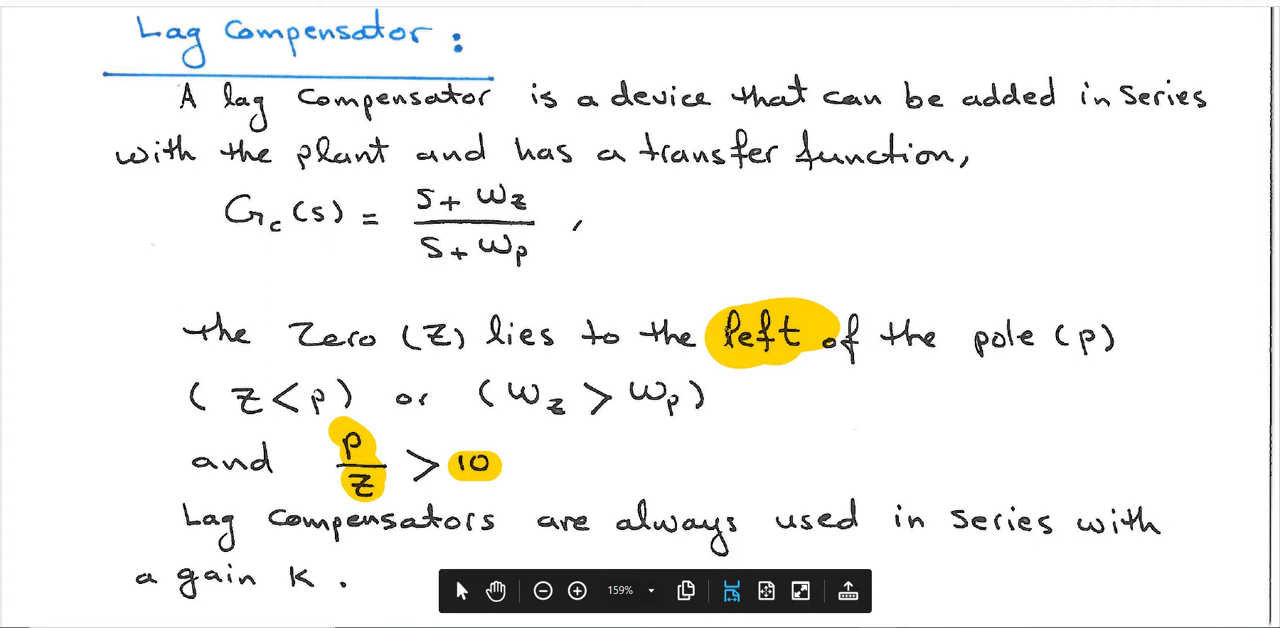 Lag Compensator :
A lag compensator is a device that can be added in series
with the plant and has a transfer function,
Gc(s) = (s + ωz) / (s + ωp) ,
the zero (z) lies to the left of the pole (p)
(z < p) or (ωz > ωp)
and p/z > 10
Lag compensators are always used in series with
a gain K .
159%